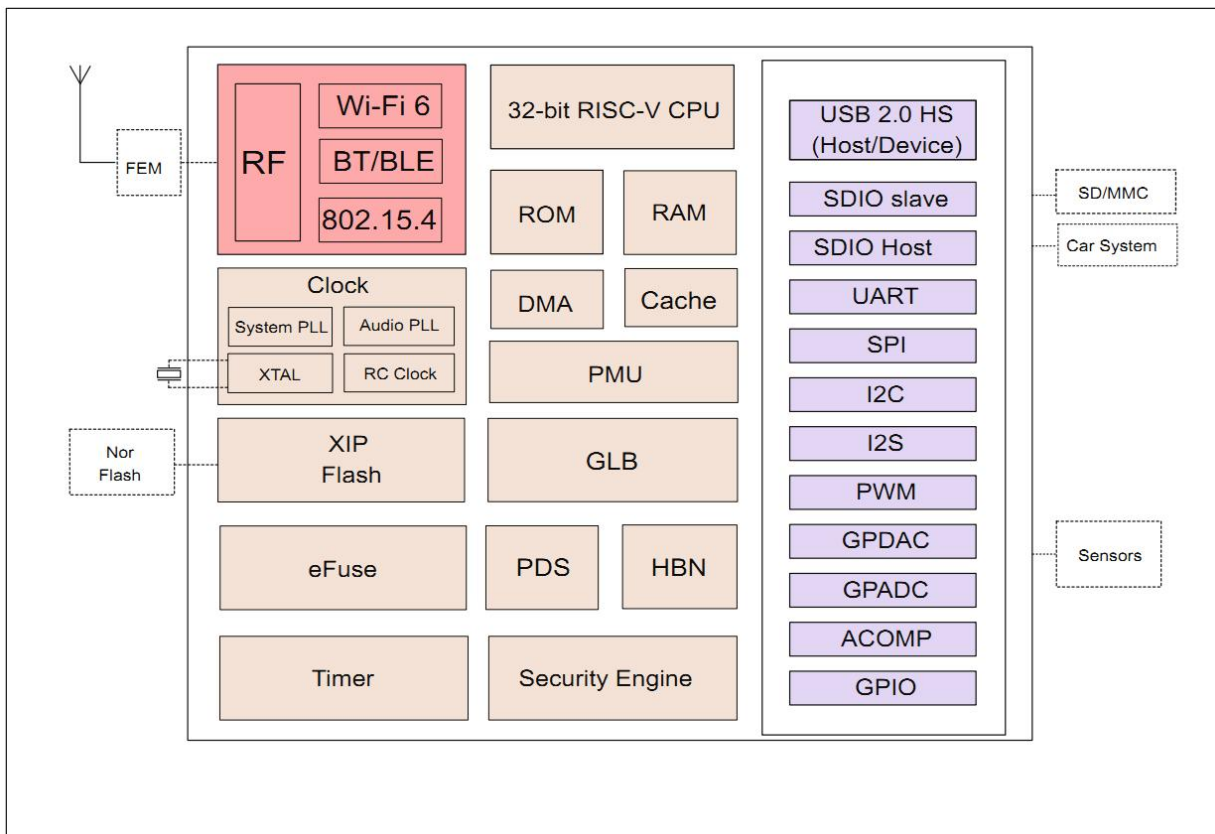 FEM
RF
Wi-Fi 6
BT/BLE
802.15.4
Clock
System PLL
Audio PLL
XTAL
RC Clock
Nor
Flash
XIP
Flash
eFuse
Timer
32-bit RISC-V CPU
ROM
RAM
DMA
Cache
PMU
GLB
PDS
HBN
Security Engine
USB 2.0 HS
(Host/Device)
SDIO slave
SDIO Host
UART
SPI
I2C
I2S
PWM
GPDAC
GPADC
ACOMP
GPIO
SD/MMC
Car System
Sensors